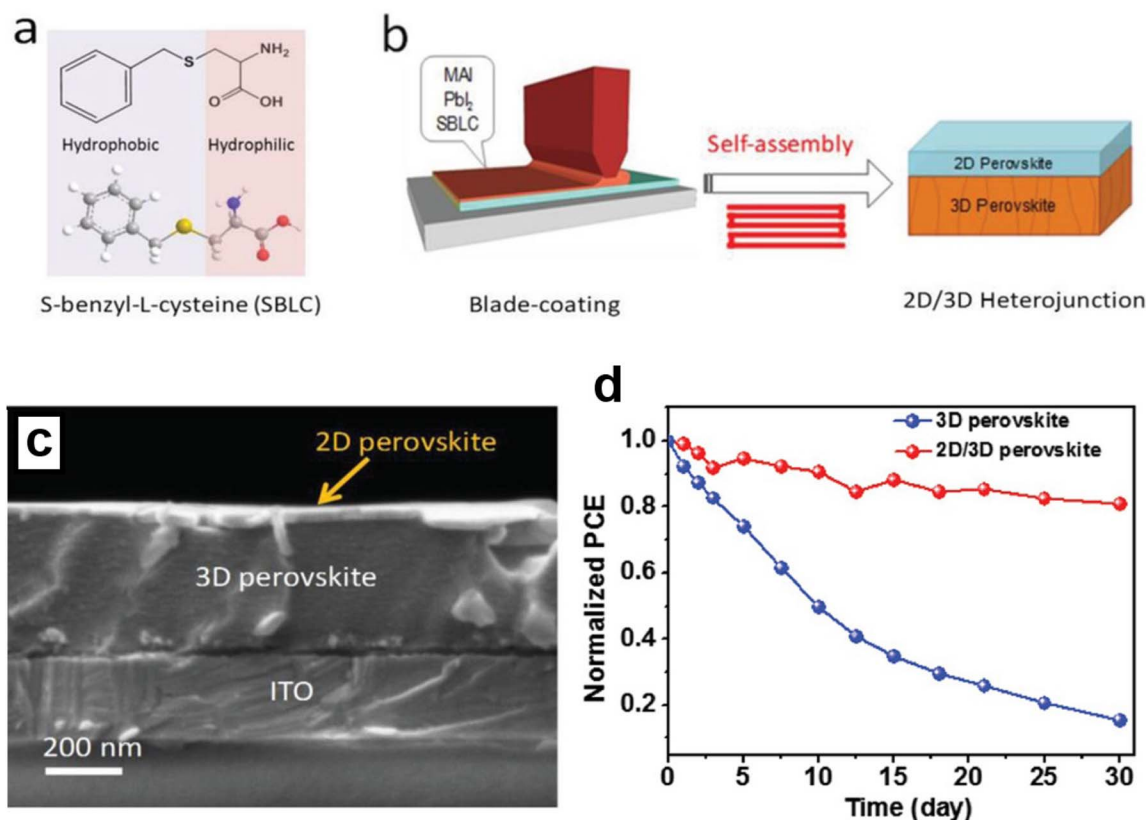 a
S
NH₂
O
OH
Hydrophobic
Hydrophilic
S-benzyl-L-cysteine (SBLC)
b
MAI
PbI₂
SBLC
Blade-coating
Self-assembly
2D Perovskite
3D Perovskite
2D/3D Heterojunction
c
2D perovskite
3D perovskite
ITO
200 nm
d
3D perovskite
2D/3D perovskite
Normalized PCE
1.0
0.8
0.6
0.4
0.2
0 5 10 15 20 25 30
Time (day)